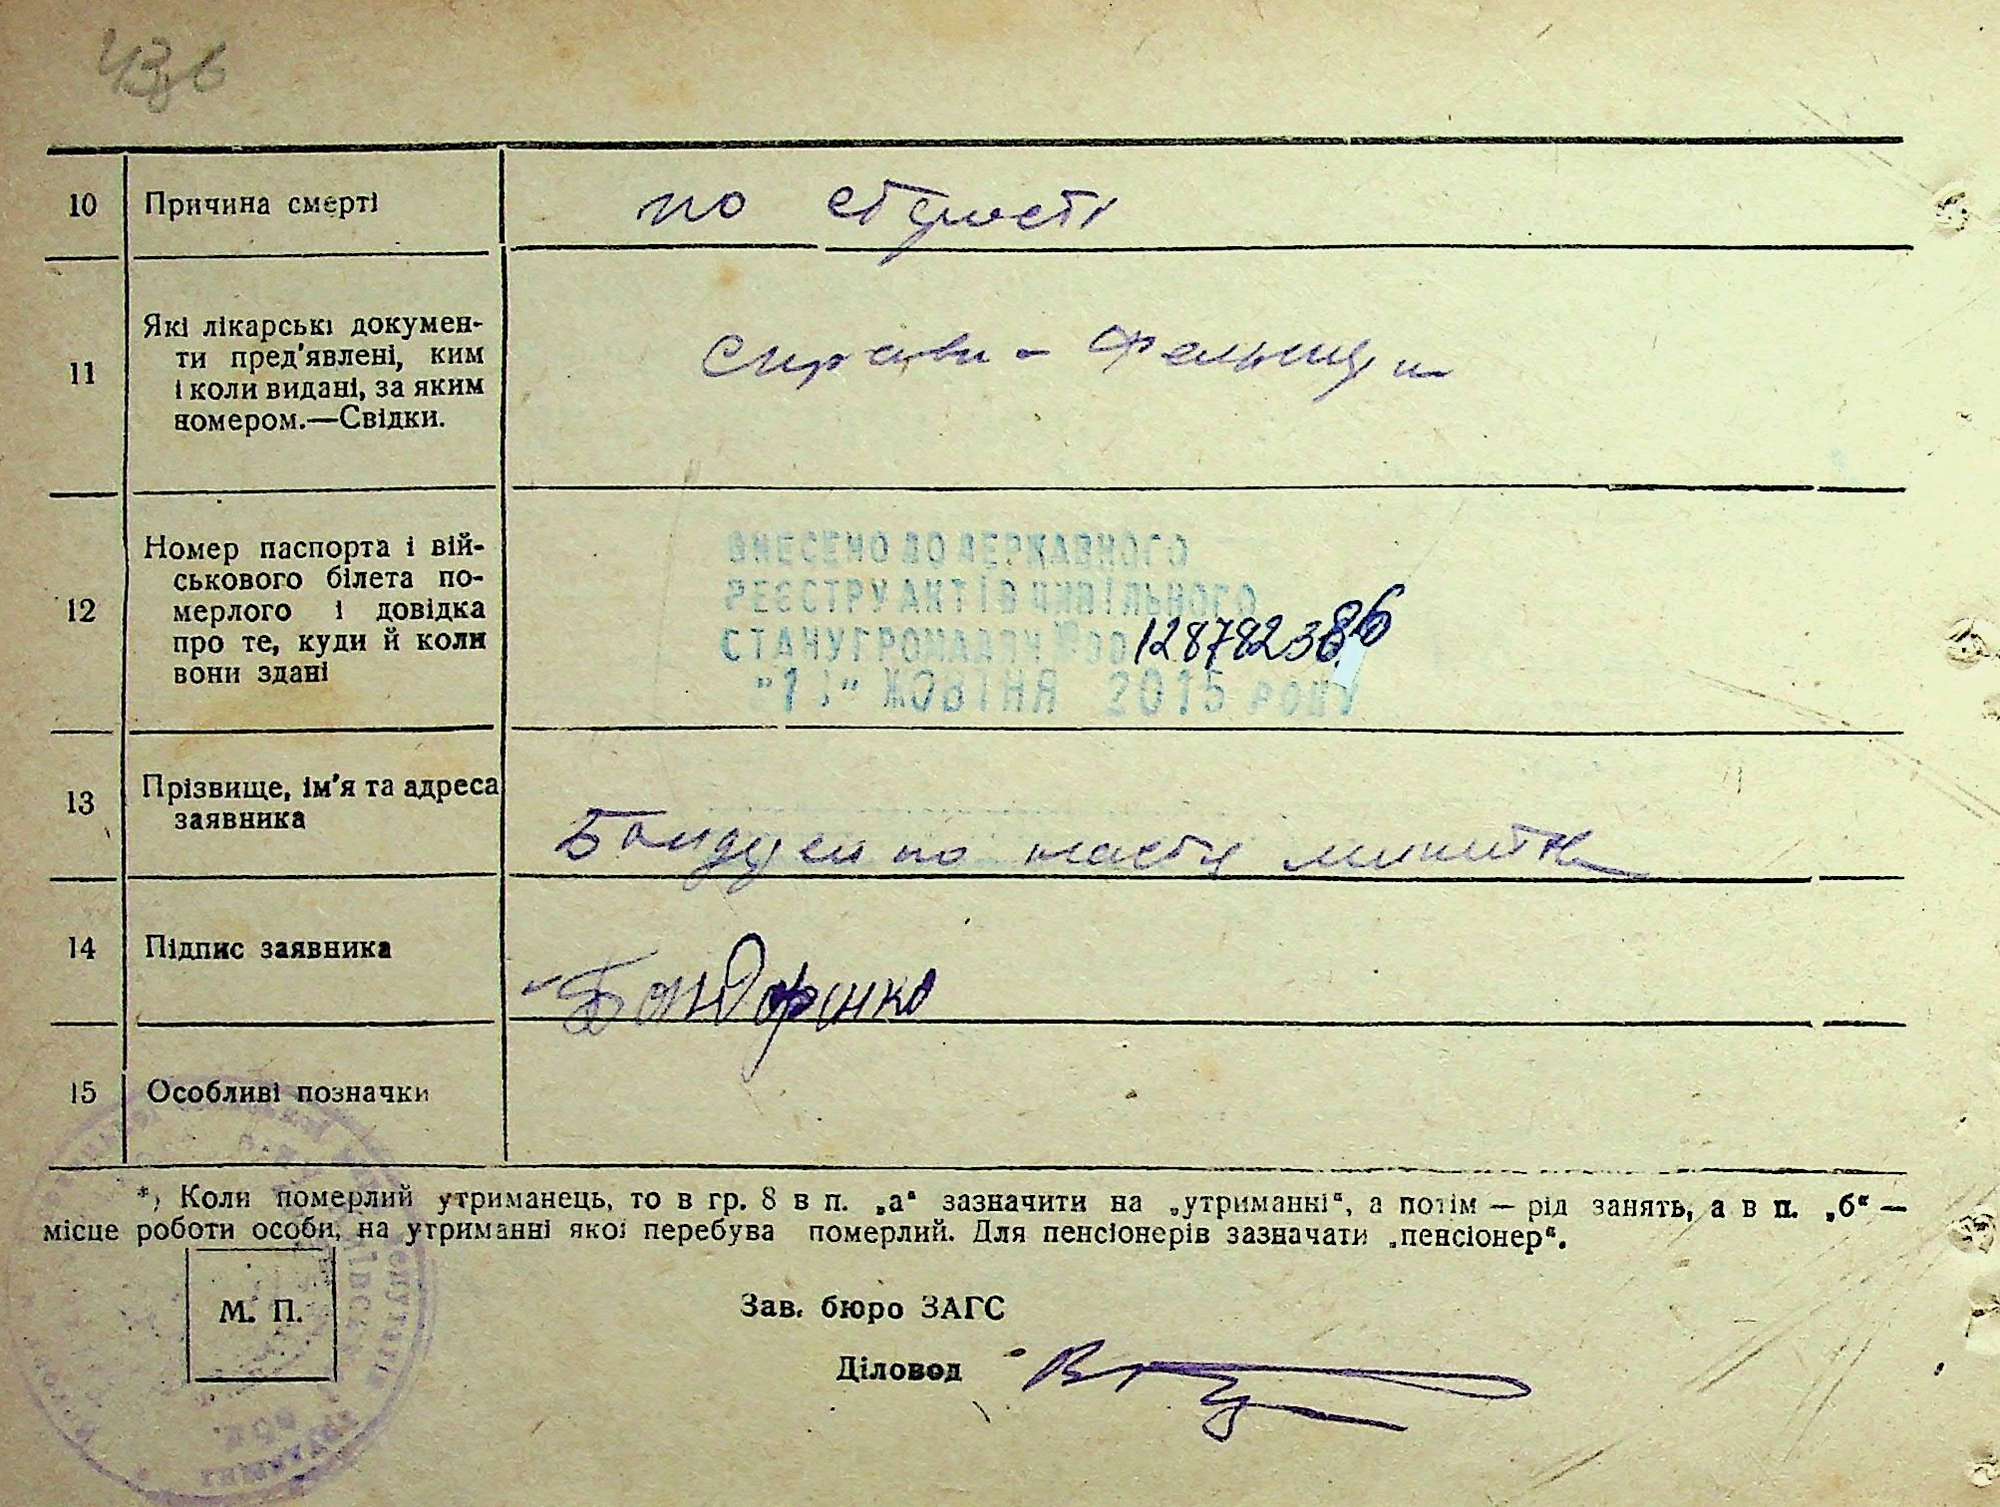 10 Причина смерті по старости
11 Які лікарські докумен-
ти пред'явлені, ким
і коли видані, за яким
номером.—Свідки.
12 Номер паспорта і вій-
ськового білета по-
мерлого і довідка
про те, куди й коли
вони здані
ВНЕСЕНО ДО ДЕРЖАВНОГО
РЕЄСТРУ АКТІВ ЦИВІЛЬНОГО
СТАНУ ГРОМАДЯН № 00128792386
ЖОВТНЯ 2015 РОКУ
13 Прізвище, ім'я та адреса
заявника
14 Підпис заявника Бондаринко
15 Особливі позначки
*) Коли померлий утриманець, то в гр. 8 в п. „а“ зазначити на „утриманні“, а потім — рід занять, а в п. „б“ —
місце роботи особи, на утриманні якої перебува померлий. Для пенсіонерів зазначати „пенсіонер“.
М. П.
Зав. бюро ЗАГС
Діловод